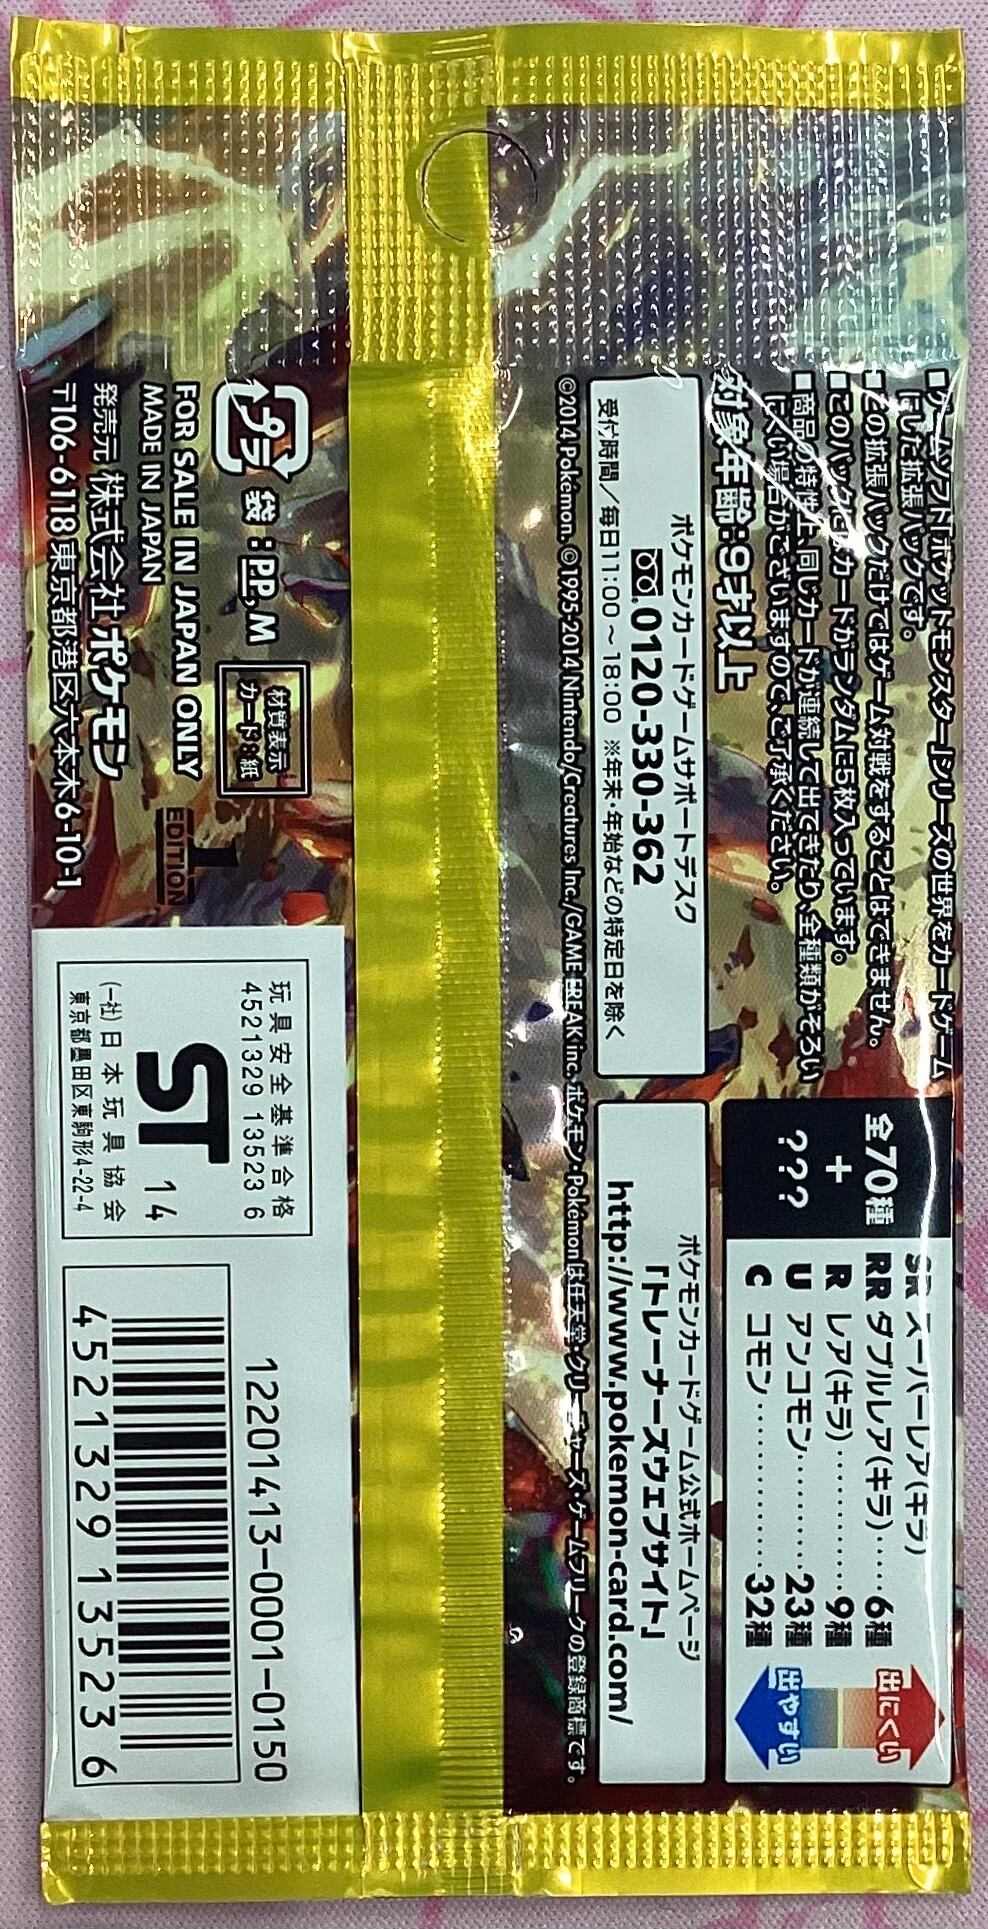 ■ゲームソフト「ポケットモンスター」シリーズの世界をカードゲーム
にした拡張パックです。
■この拡張パックだけではゲーム対戦をすることはできません。
■このパックにはカードがランダムに5枚入っています。
■商品の特性上、同じカードが連続して出てきたり、全種類がそろい
にくい場合がございますので、ご了承ください。
対象年齢:9才以上
ポケモンカードゲームサポートデスク
0120-330-362
受付時間/毎日11:00~18:00 ※年末・年始などの特定日を除く
©2014 Pokémon. ©1995-2014 Nintendo/Creatures Inc./GAME FREAK inc. ポケモン・Pokémonは任天堂・クリーチャーズ・ゲームフリークの登録商標です。
全70種
+
???
SR スーパーレア(キラ)
RR ダブルレア(キラ)‥‥6種
R レア(キラ)‥‥‥‥‥9種
U アンコモン‥‥‥‥23種
C コモン‥‥‥‥‥‥32種
出にくい
出やすい
ポケモンカードゲーム公式ホームページ
「トレーナーズウェブサイト」
http://www.pokemon-card.com/
プラ
袋:PP,M
材質表示
カード:紙
FOR SALE IN JAPAN ONLY
MADE IN JAPAN
発売元 株式会社ポケモン
〒106-6118 東京都港区六本木6-10-1
1
EDITION
玩具安全基準合格
4521329 13523 6
ST 14
(一社)日本玩具協会
東京都墨田区東駒形4-22-4
12201413-0001-0150
4521329135236